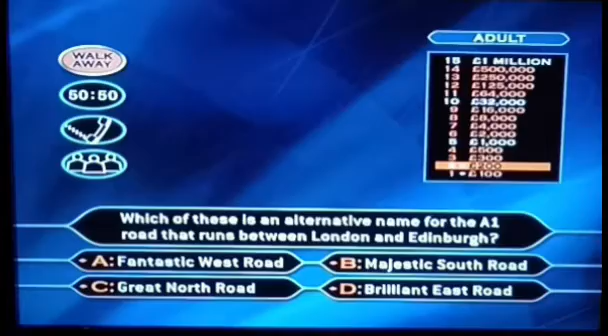 ADULT
WALK
AWAY
50:50
15 £1 MILLION
14 £500,000
13 £250,000
12 £125,000
11 £64,000
10 £32,000
9 £16,000
8 £8,000
7 £4,000
6 £2,000
5 £1,000
4 £500
3 £300
£200
1 £100
Which of these is an alternative name for the A1
road that runs between London and Edinburgh?
A: Fantastic West Road
B: Majestic South Road
C: Great North Road
D: Brilliant East Road